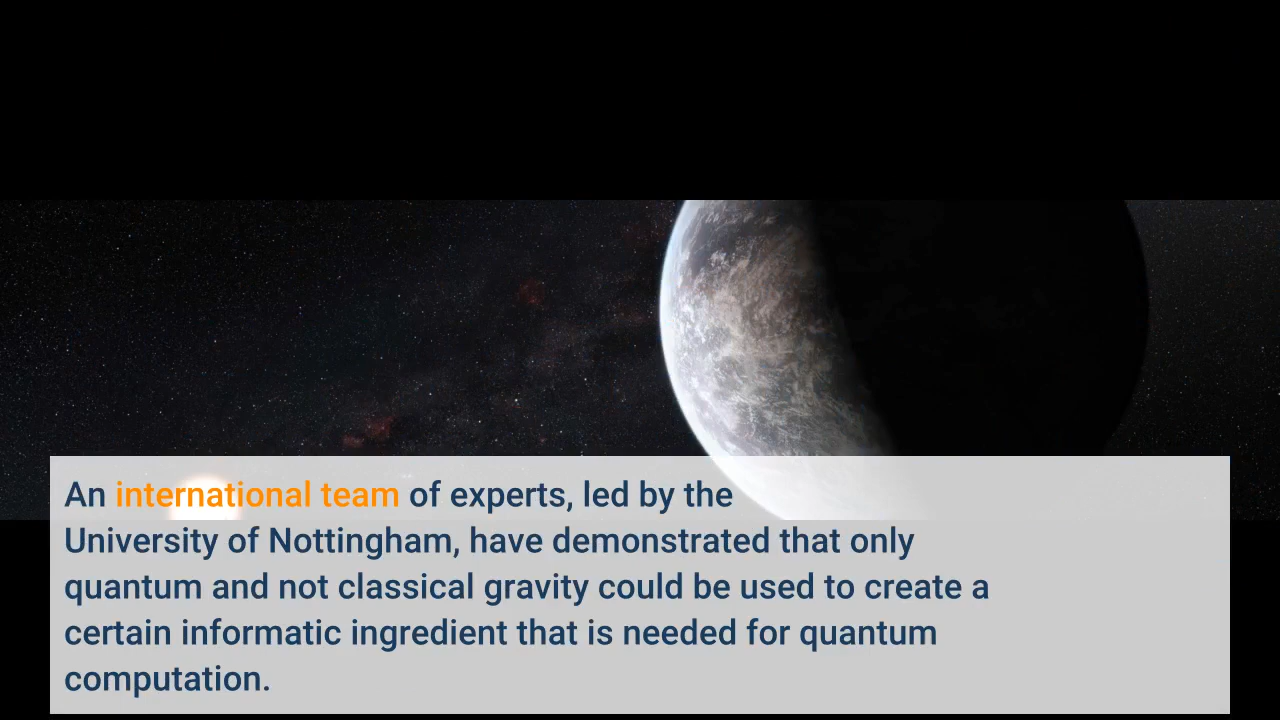 An international team of experts, led by the
University of Nottingham, have demonstrated that only
quantum and not classical gravity could be used to create a
certain informatic ingredient that is needed for quantum
computation.